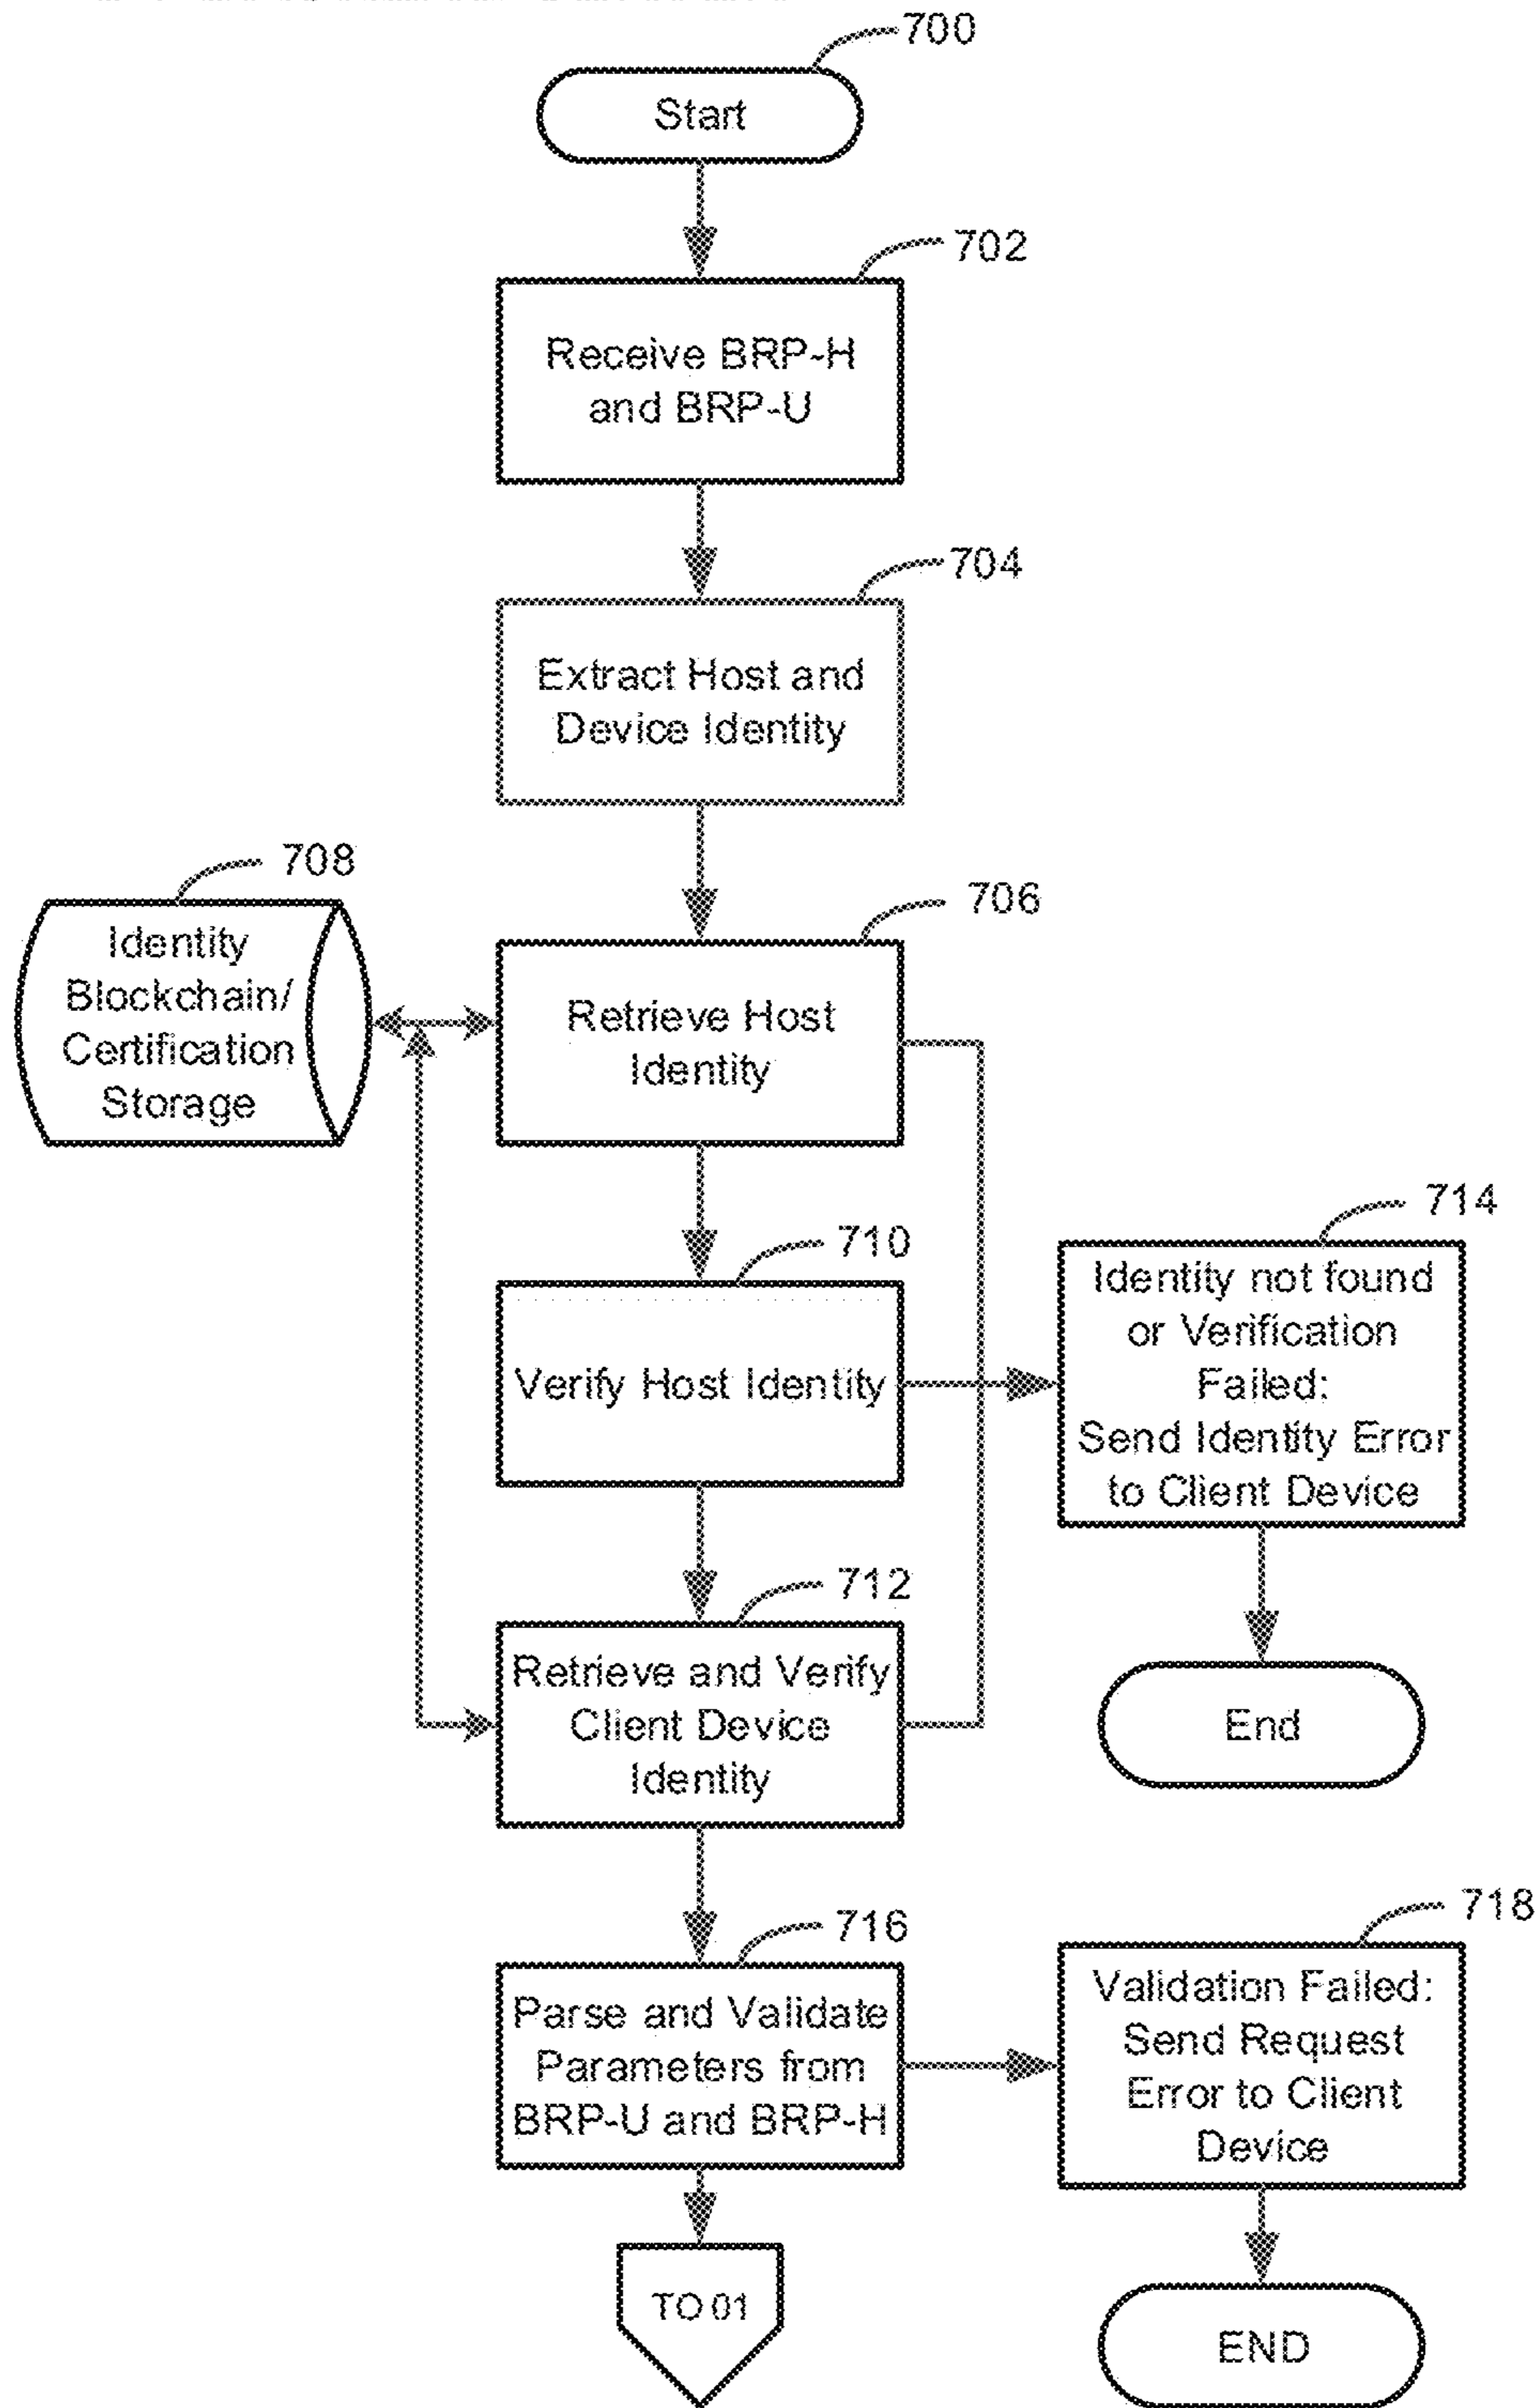 700
Start
702
Receive BRP-H
and BRP-U
704
Extract Host and
Device Identity
708
Identity
Blockchain/
Certification
Storage
706
Retrieve Host
Identity
710
Verify Host Identity
714
Identity not found
or Verification
Failed:
Send Identity Error
to Client Device
712
Retrieve and Verify
Client Device
Identity
End
716
Parse and Validate
Parameters from
BRP-U and BRP-H
718
Validation Failed:
Send Request
Error to Client
Device
TO 01
END